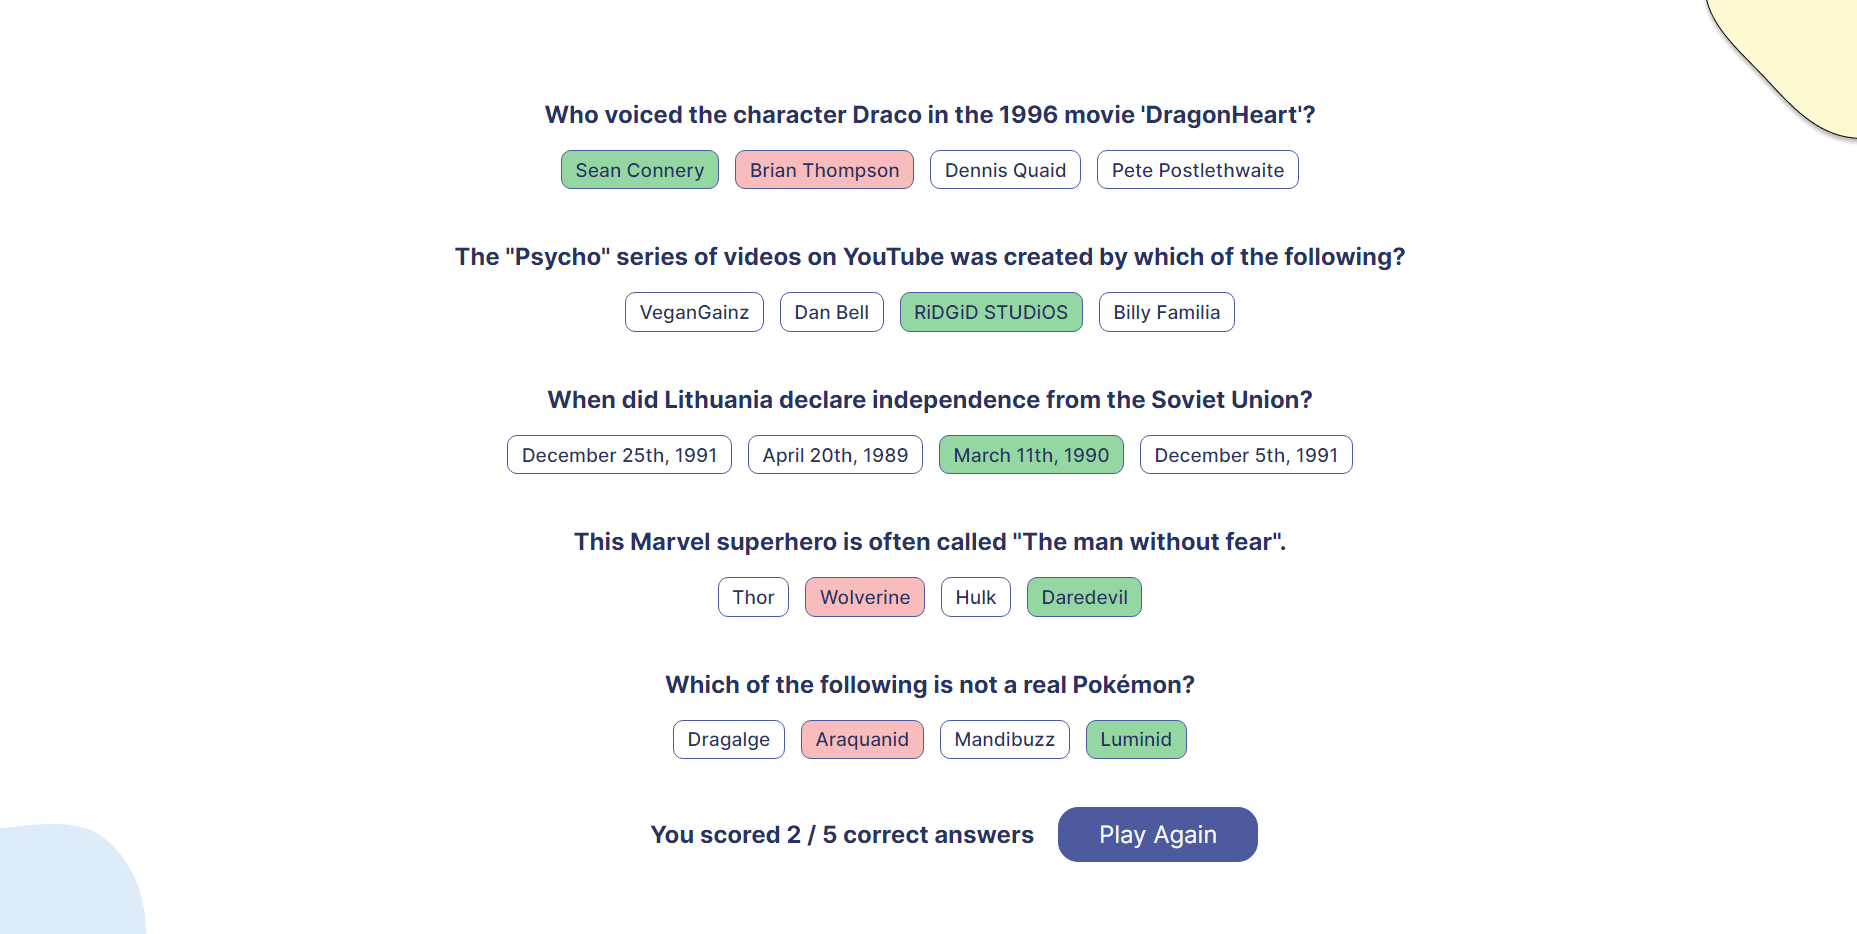 Who voiced the character Draco in the 1996 movie 'DragonHeart'?
Sean Connery Brian Thompson Dennis Quaid Pete Postlethwaite
The "Psycho" series of videos on YouTube was created by which of the following?
VeganGainz Dan Bell RiDGiD STUDiOS Billy Familia
When did Lithuania declare independence from the Soviet Union?
December 25th, 1991 April 20th, 1989 March 11th, 1990 December 5th, 1991
This Marvel superhero is often called "The man without fear".
Thor Wolverine Hulk Daredevil
Which of the following is not a real Pokémon?
Dragalge Araquanid Mandibuzz Luminid
You scored 2 / 5 correct answers Play Again